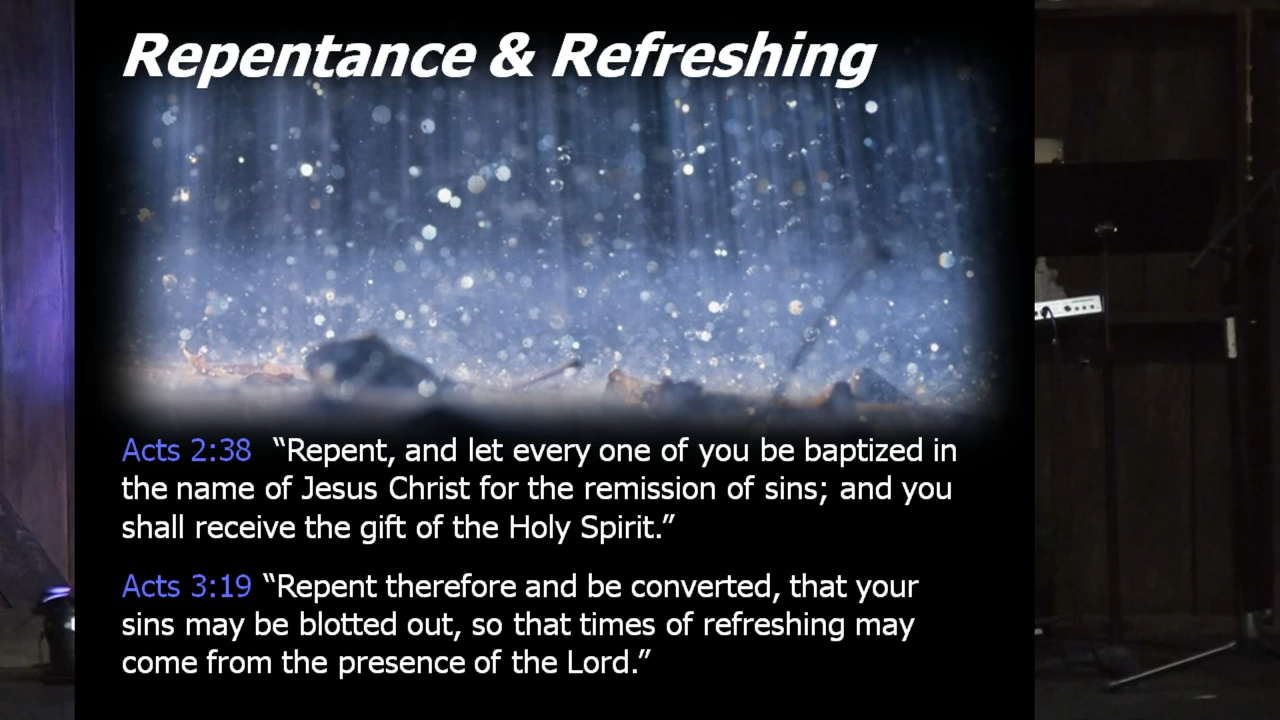 Repentance & Refreshing
Acts 2:38 “Repent, and let every one of you be baptized in
the name of Jesus Christ for the remission of sins; and you
shall receive the gift of the Holy Spirit.”
Acts 3:19 “Repent therefore and be converted, that your
sins may be blotted out, so that times of refreshing may
come from the presence of the Lord.”